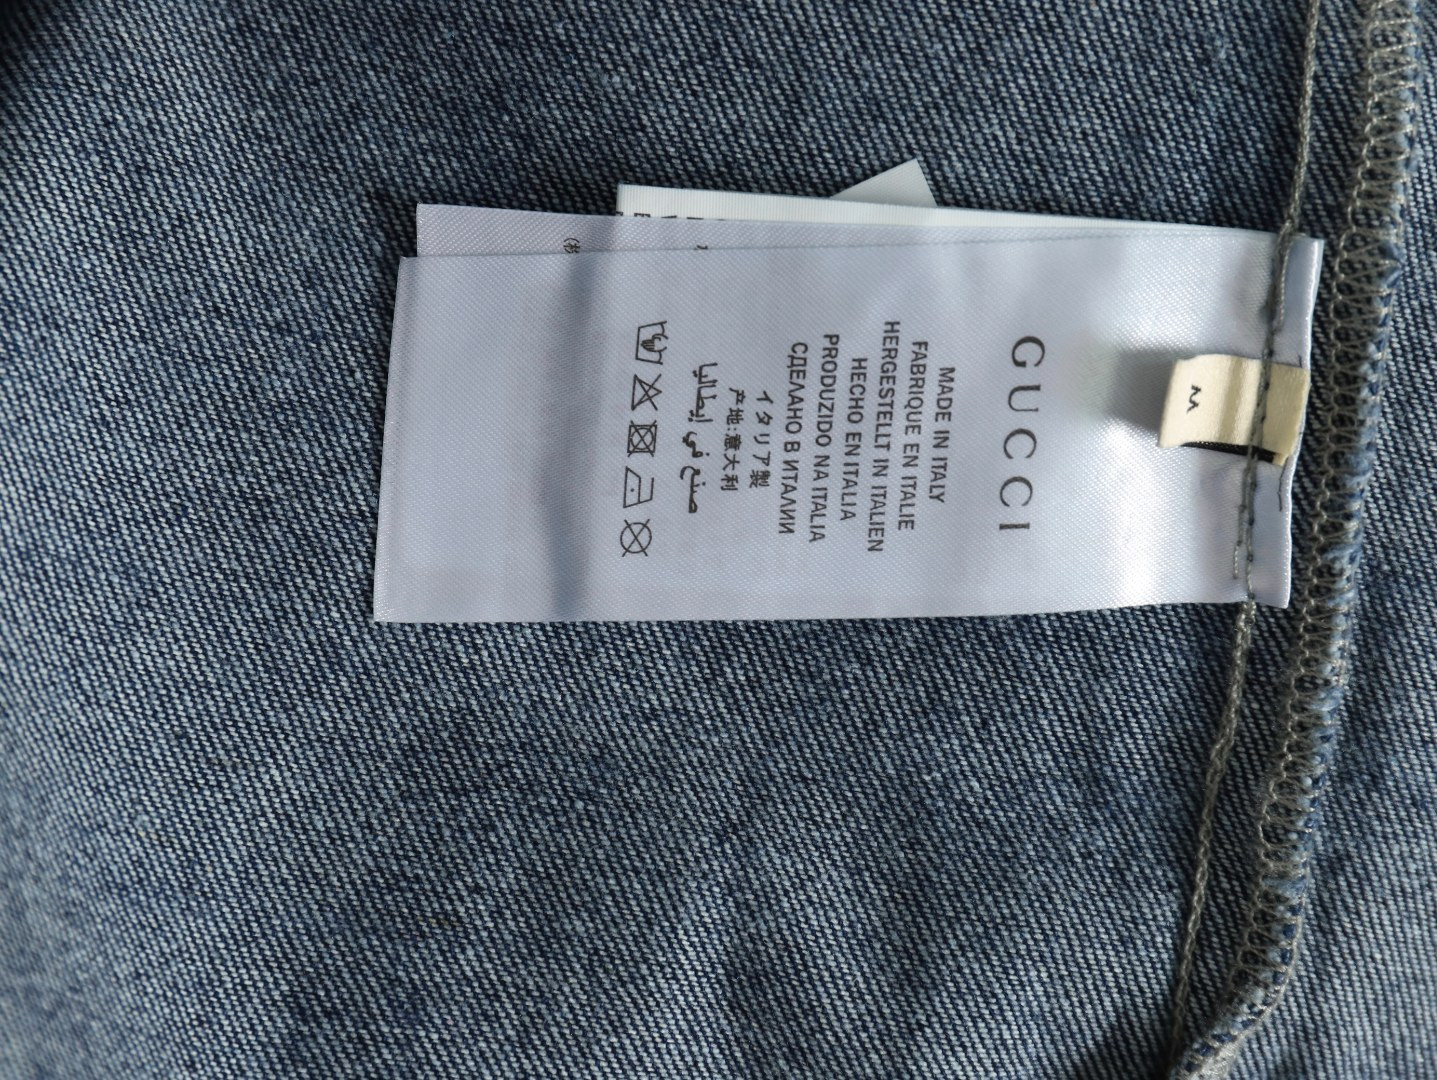 GUCCI
MADE IN ITALY
FABRIQUE EN ITALIE
HERGESTELLT IN ITALIEN
HECHO EN ITALIA
PRODUZIDO NA ITALIA
СДЕЛАНО В ИТАЛИИ
イタリア製
产地:意大利
صنع في إيطاليا
M